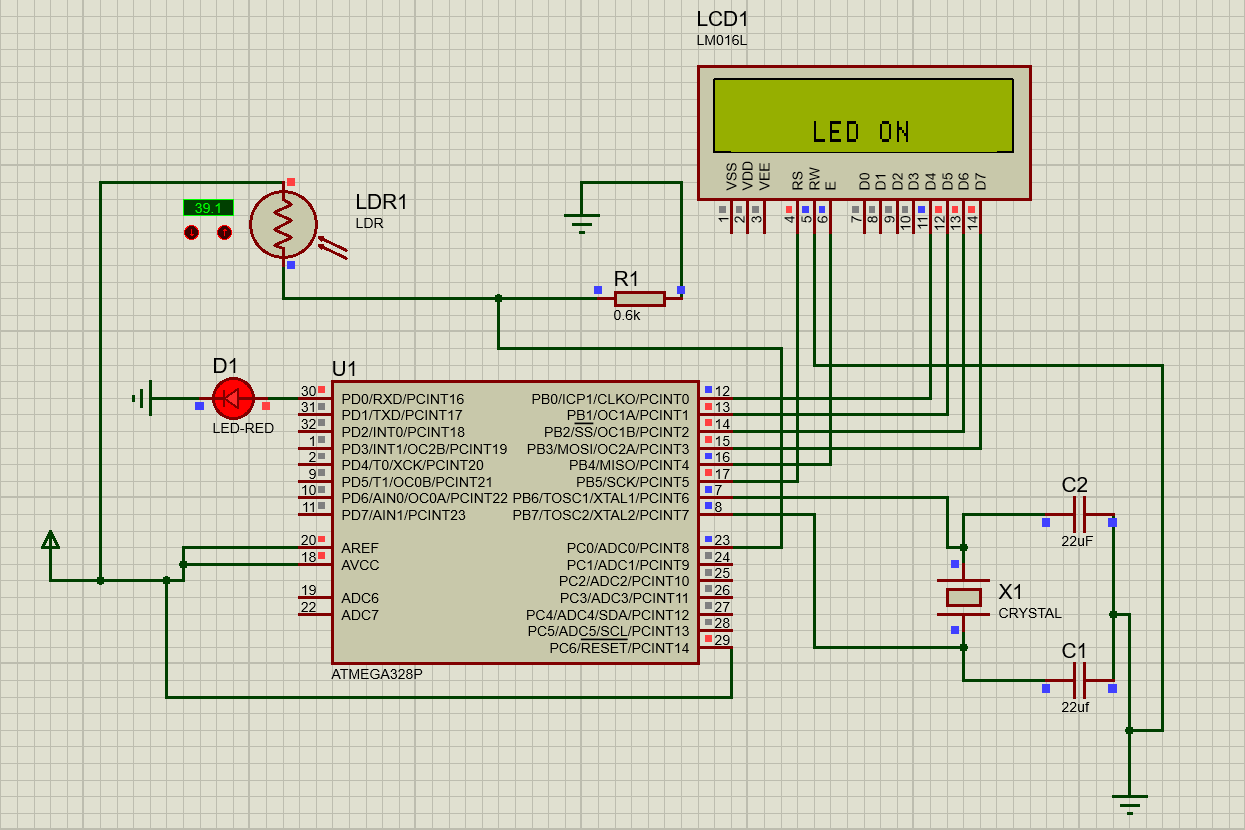 LCD1
LM016L
LED ON
VSS
VDD
VEE
RS
RW
E
D0
D1
D2
D3
D4
D5
D6
D7
1
2
3
4
5
6
7
8
9
10
11
12
13
14
39.1
LDR1
LDR
R1
0.6k
D1
LED-RED
U1
30 PD0/RXD/PCINT16 PB0/ICP1/CLKO/PCINT0 12
31 PD1/TXD/PCINT17 PB1/OC1A/PCINT1 13
32 PD2/INT0/PCINT18 PB2/SS/OC1B/PCINT2 14
1 PD3/INT1/OC2B/PCINT19 PB3/MOSI/OC2A/PCINT3 15
2 PD4/T0/XCK/PCINT20 PB4/MISO/PCINT4 16
9 PD5/T1/OC0B/PCINT21 PB5/SCK/PCINT5 17
10 PD6/AIN0/OC0A/PCINT22 PB6/TOSC1/XTAL1/PCINT6 7
11 PD7/AIN1/PCINT23 PB7/TOSC2/XTAL2/PCINT7 8
20 AREF PC0/ADC0/PCINT8 23
18 AVCC PC1/ADC1/PCINT9 24
PC2/ADC2/PCINT10 25
19 ADC6 PC3/ADC3/PCINT11 26
22 ADC7 PC4/ADC4/SDA/PCINT12 27
PC5/ADC5/SCL/PCINT13 28
PC6/RESET/PCINT14 29
ATMEGA328P
C2
22uF
X1
CRYSTAL
C1
22uf